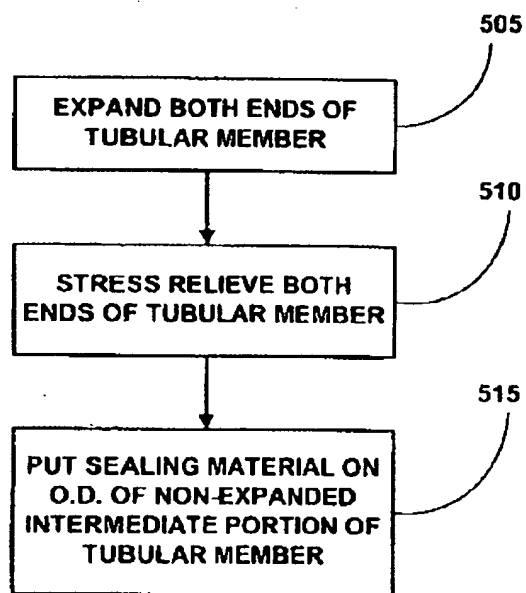 505
EXPAND BOTH ENDS OF
TUBULAR MEMBER
510
STRESS RELIEVE BOTH
ENDS OF TUBULAR MEMBER
515
PUT SEALING MATERIAL ON
O.D. OF NON-EXPANDED
INTERMEDIATE PORTION OF
TUBULAR MEMBER